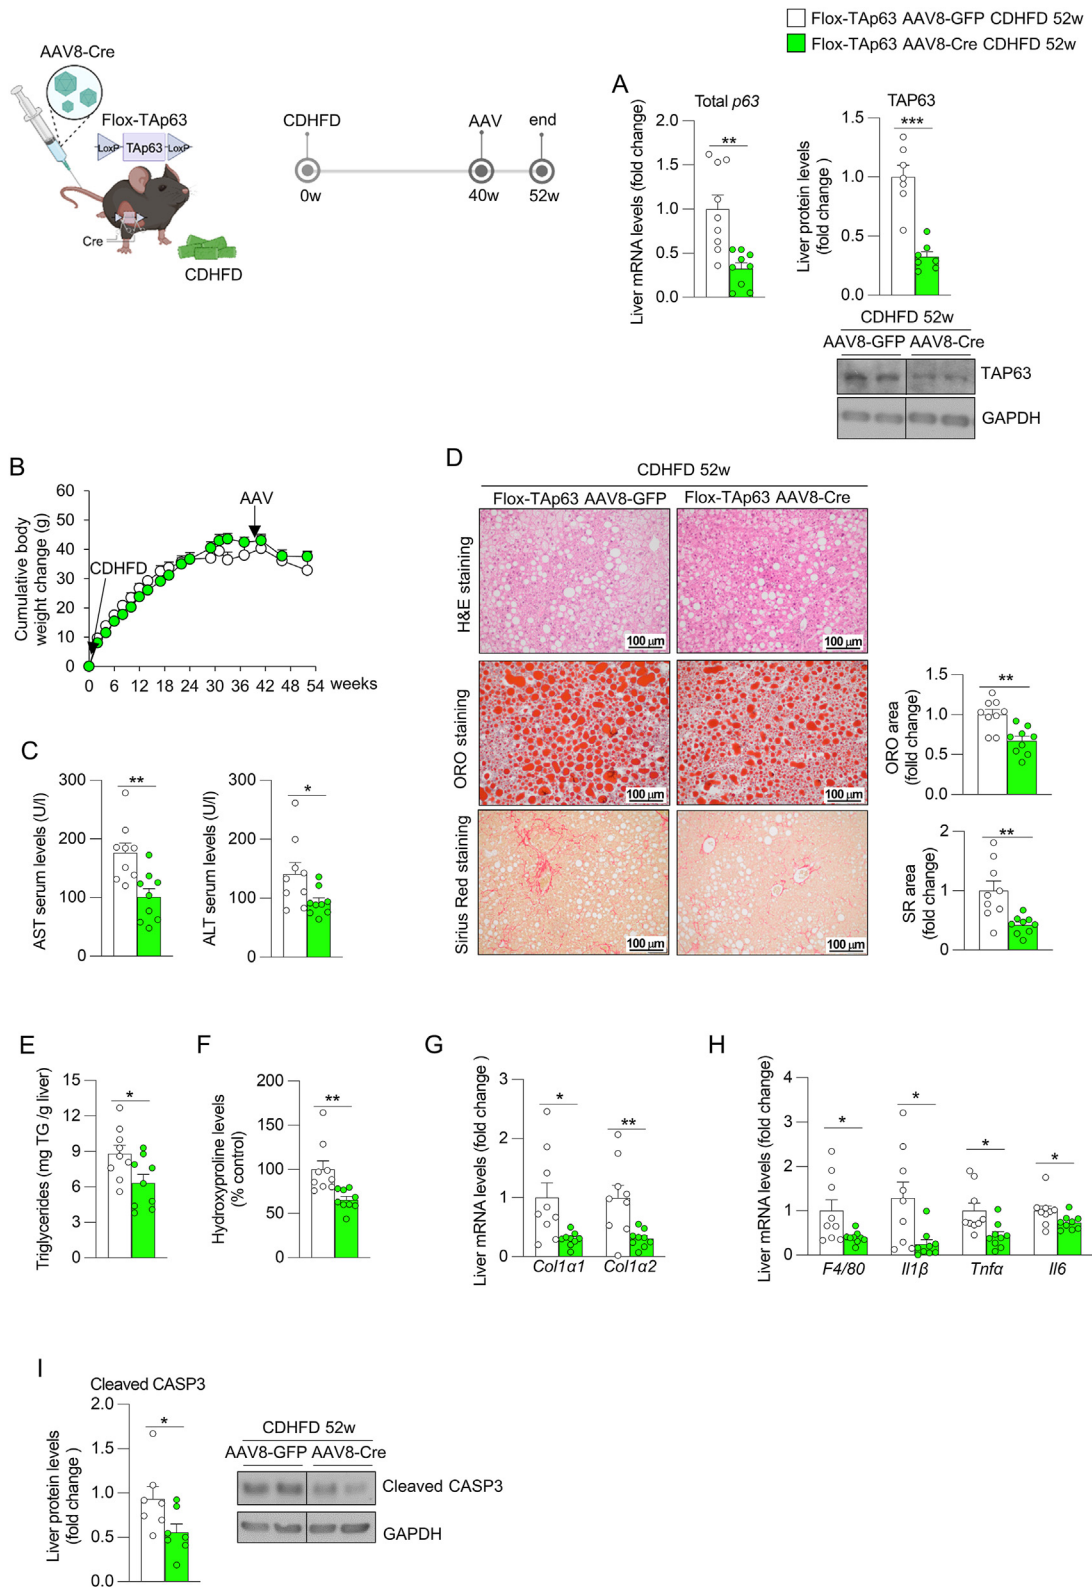 Flox-TAp63 AAV8-GFP CDHFD 52w
Flox-TAp63 AAV8-Cre CDHFD 52w
AAV8-Cre
Flox-TAp63
LoxP TAp63 LoxP
Cre
CDHFD
CDHFD AAV end
0w 40w 52w
A
Total p63
Liver mRNA levels (fold change)
2.0
1.5
1.0
0.5
0.0
**
TAP63
Liver protein levels
(fold change )
1.5
1.0
0.5
0.0
***
CDHFD 52w
AAV8-GFP AAV8-Cre
TAP63
GAPDH
B
Cumulative body
weight change (g)
60
50
40
30
20
10
0
CDHFD
AAV
0 6 12 18 24 30 36 42 48 54 weeks
C
AST serum levels (U/l)
300
200
100
0
**
ALT serum levels (U/l)
300
200
100
0
*
D
CDHFD 52w
Flox-TAp63 AAV8-GFP Flox-TAp63 AAV8-Cre
H&E staining
100 µm 100 µm
ORO staining
100 µm 100 µm
Sirius Red staining
100 µm 100 µm
ORO area
(folld change)
1.5
1.0
0.5
0.0
**
SR area
(fold change)
2
1
0
**
E
Triglycerides (mg TG /g liver)
15
12
9
6
3
0
*
F
Hydroxyproline levels
(% control)
200
150
100
50
0
**
G
Liver mRNA levels (fold change )
3
2
1
0
* **
Col1α1 Col1α2
H
Liver mRNA levels (fold change)
4
3
2
1
0
* * * *
F4/80 Il1β Tnfα Il6
I
Cleaved CASP3
Liver protein levels
(fold change )
2.0
1.5
1.0
0.5
0.0
*
CDHFD 52w
AAV8-GFP AAV8-Cre
Cleaved CASP3
GAPDH